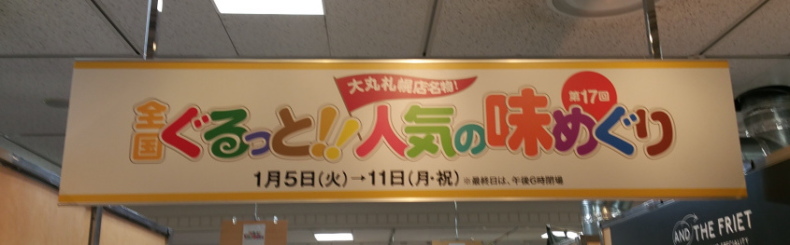 大丸札幌店名物!
第17回
全国ぐるっと!!人気の味めぐり
1月5日(火)→11日(月・祝)※最終日は、午後6時閉場
AND THE FRIET